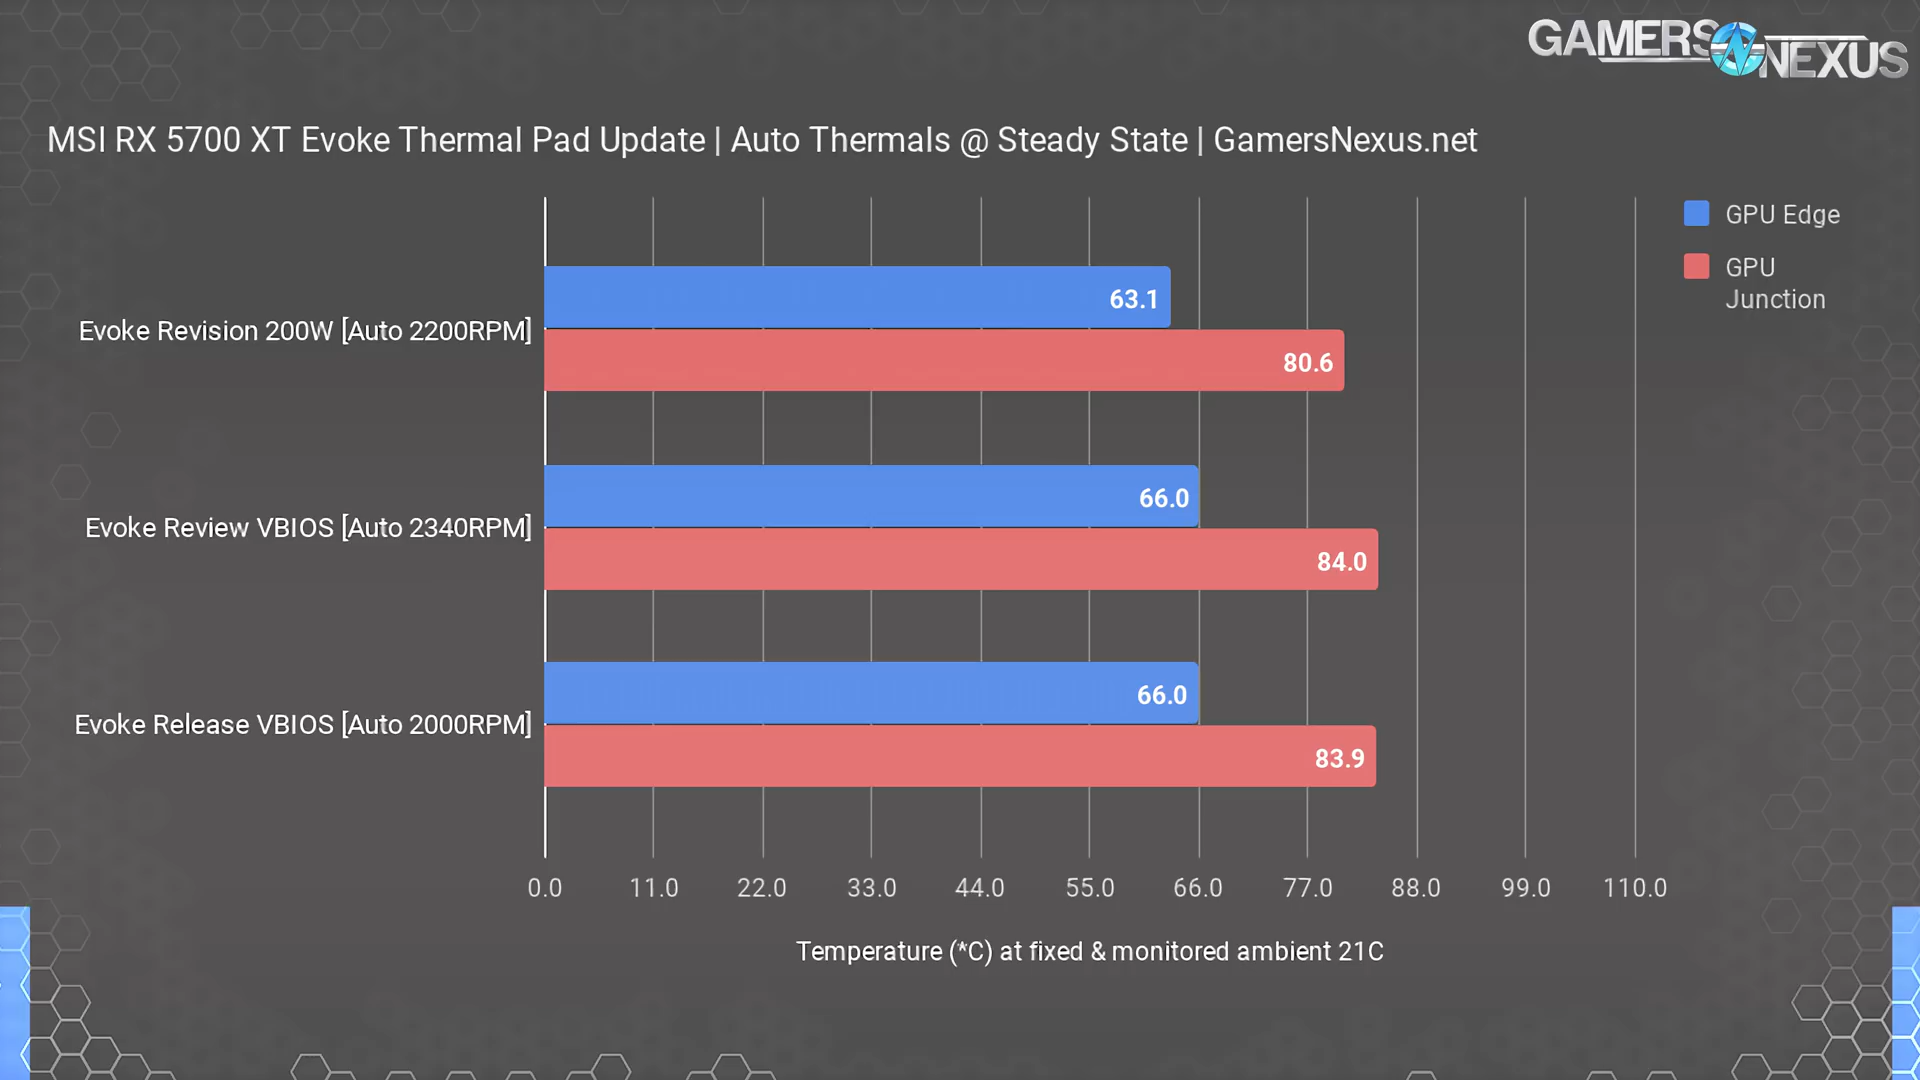 GAMERS NEXUS
MSI RX 5700 XT Evoke Thermal Pad Update | Auto Thermals @ Steady State | GamersNexus.net
GPU Edge
GPU
Junction
Evoke Revision 200W [Auto 2200RPM]
63.1
80.6
Evoke Review VBIOS [Auto 2340RPM]
66.0
84.0
Evoke Release VBIOS [Auto 2000RPM]
66.0
83.9
0.0 11.0 22.0 33.0 44.0 55.0 66.0 77.0 88.0 99.0 110.0
Temperature (*C) at fixed & monitored ambient 21C